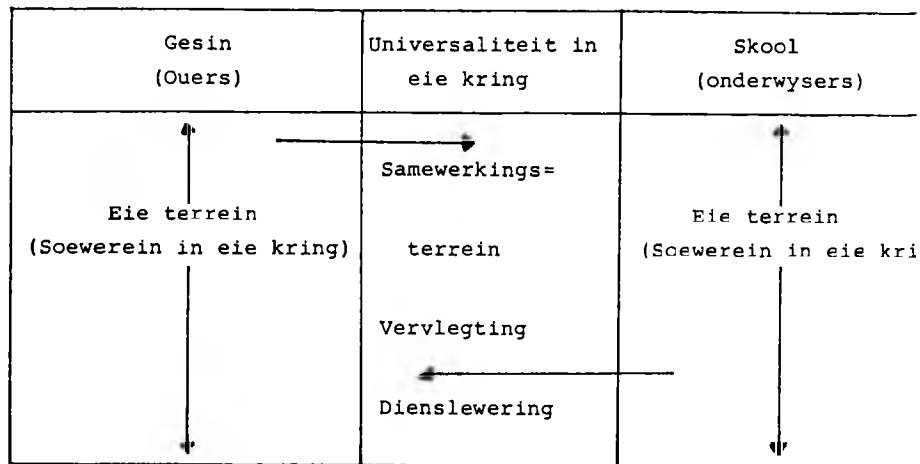 Gesin
(Ouers)
Universaliteit in
eie kring
Skool
(onderwysers)
Eie terrein
(Soewerein in eie kring)
Samewerkings=
terrein
Vervlegting
Dienslewering
Eie terrein
(Soewerein in eie kri